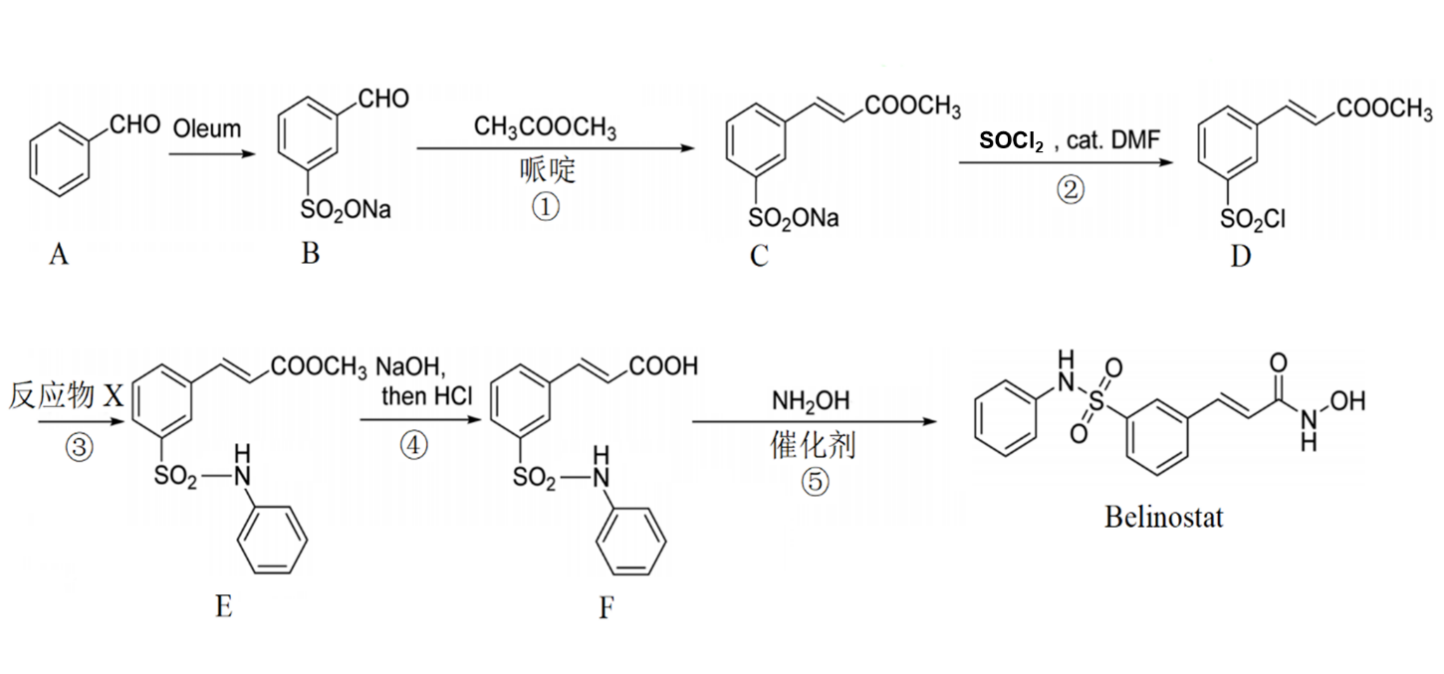 CHO
Oleum
CHO
SO₂ONa
CH₃COOCH₃
哌啶
①
COOCH₃
SO₂ONa
SOCl₂ , cat. DMF
②
COOCH₃
SO₂Cl
A
B
C
D
反应物 X
③
COOCH₃
SO₂
H
N
NaOH,
then HCl
④
COOH
SO₂
H
N
NH₂OH
催化剂
⑤
H
N
O
S
O
O
N
H
OH
Belinostat
E
F